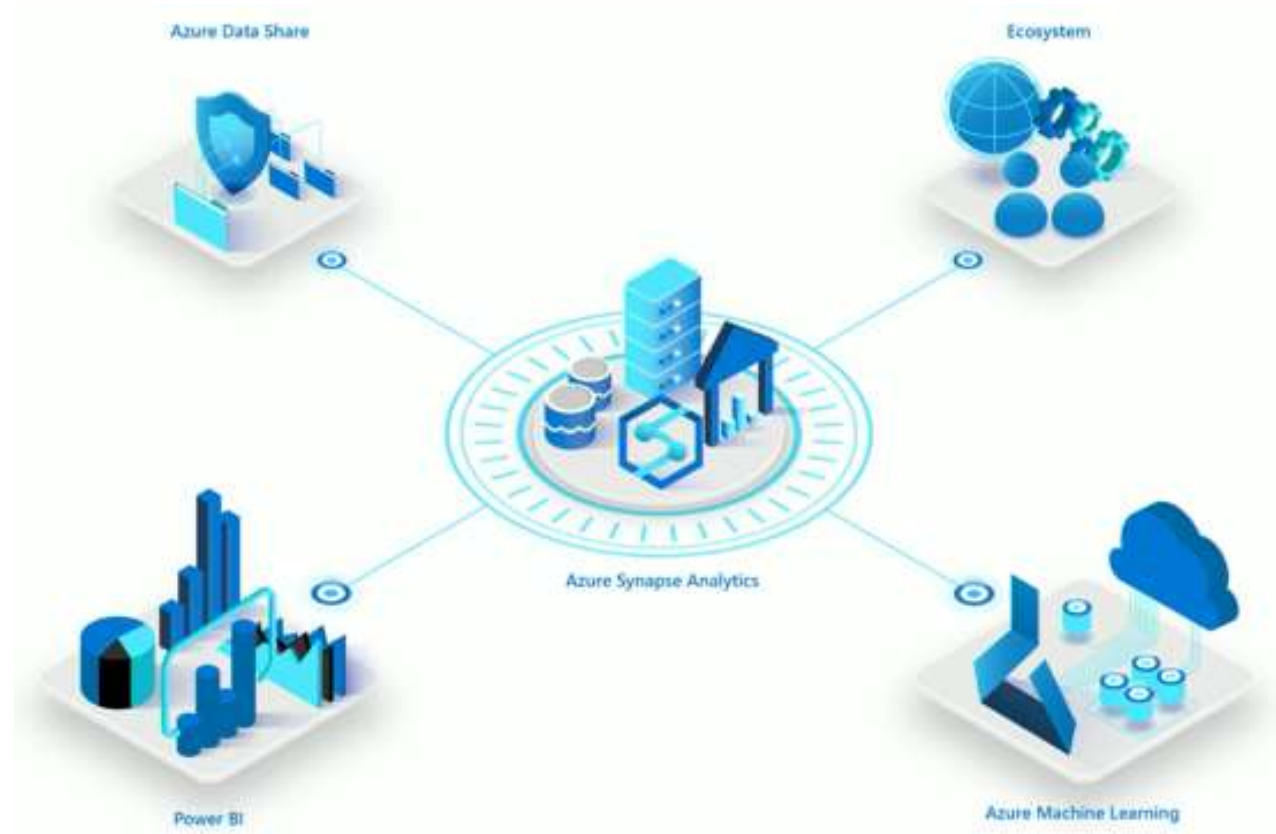 Azure Data Share
Ecosystem
Azure Synapse Analytics
Power BI
Azure Machine Learning